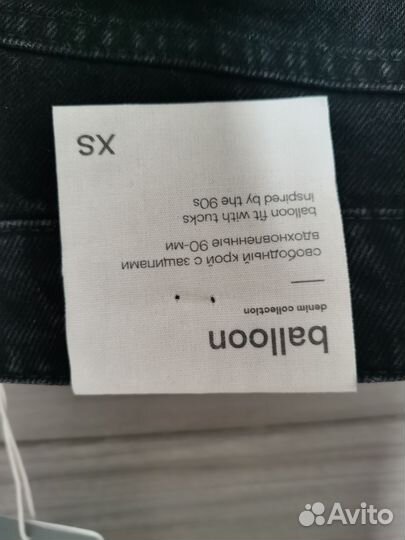 balloon
denim collection
—
свободный крой с защипами
вдохновленные 90-ми
balloon fit with tucks
inspired by the 90s
XS
Avito